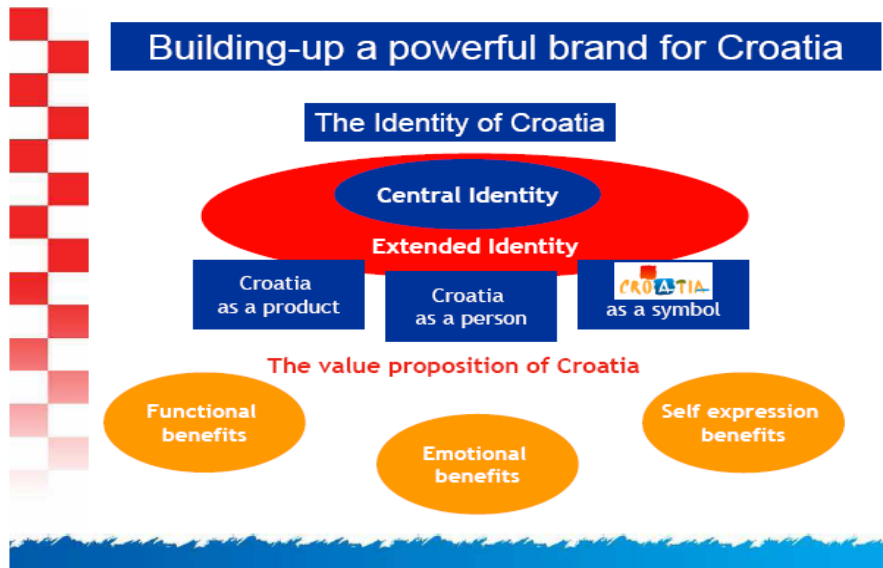 Building-up a powerful brand for Croatia
The Identity of Croatia
Central Identity
Extended Identity
Croatia
as a product
Croatia
as a person
CROATIA
as a symbol
The value proposition of Croatia
Functional
benefits
Emotional
benefits
Self expression
benefits